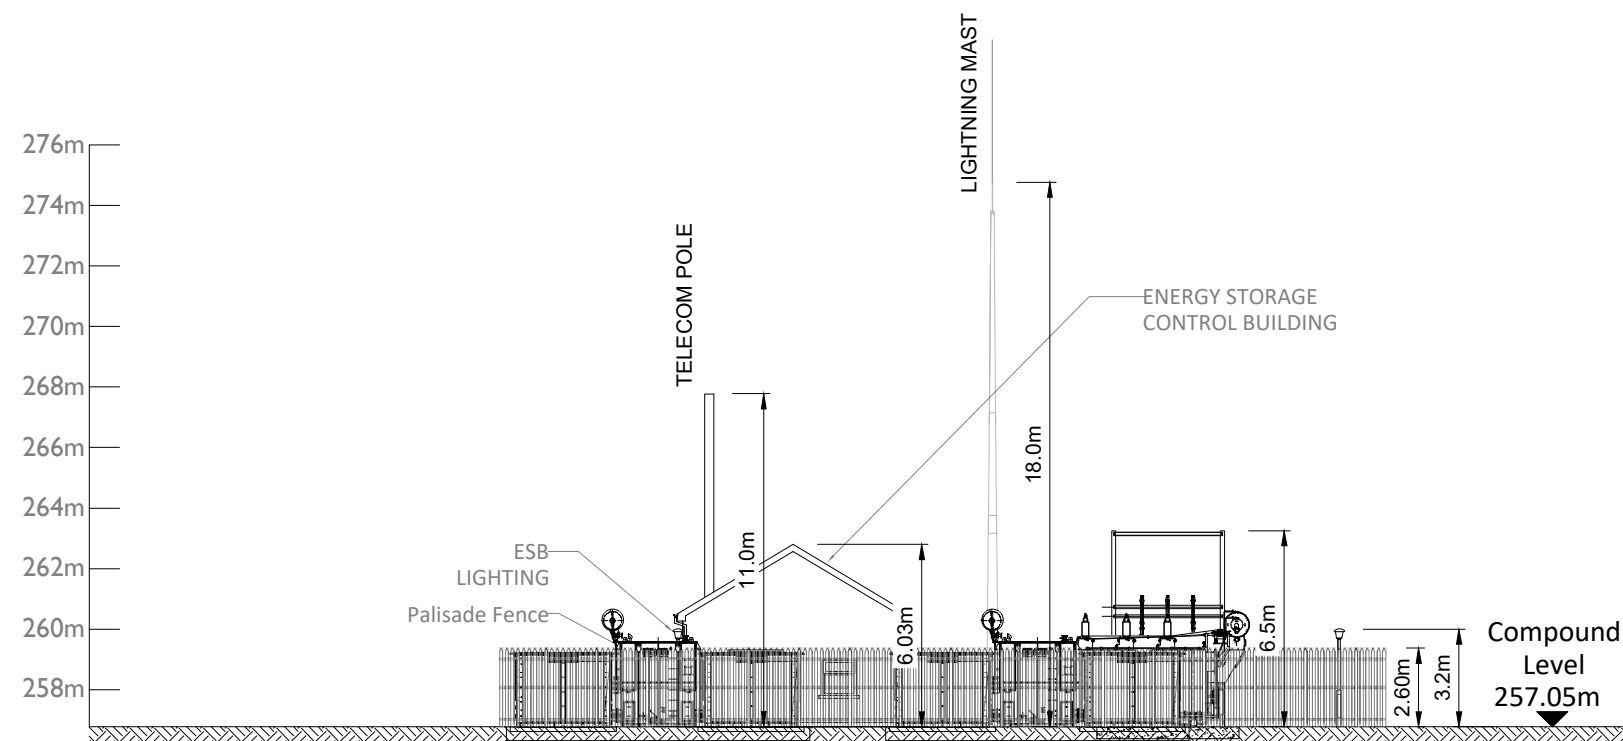 LIGHTNING MAST
276m
274m
272m
270m
268m
266m
264m
262m
260m
258m
TELECOM POLE
ENERGY STORAGE
CONTROL BUILDING
18.0m
11.0m
ESB
LIGHTING
Palisade Fence
6.03m
6.5m
2.60m
3.2m
Compound
Level
257.05m